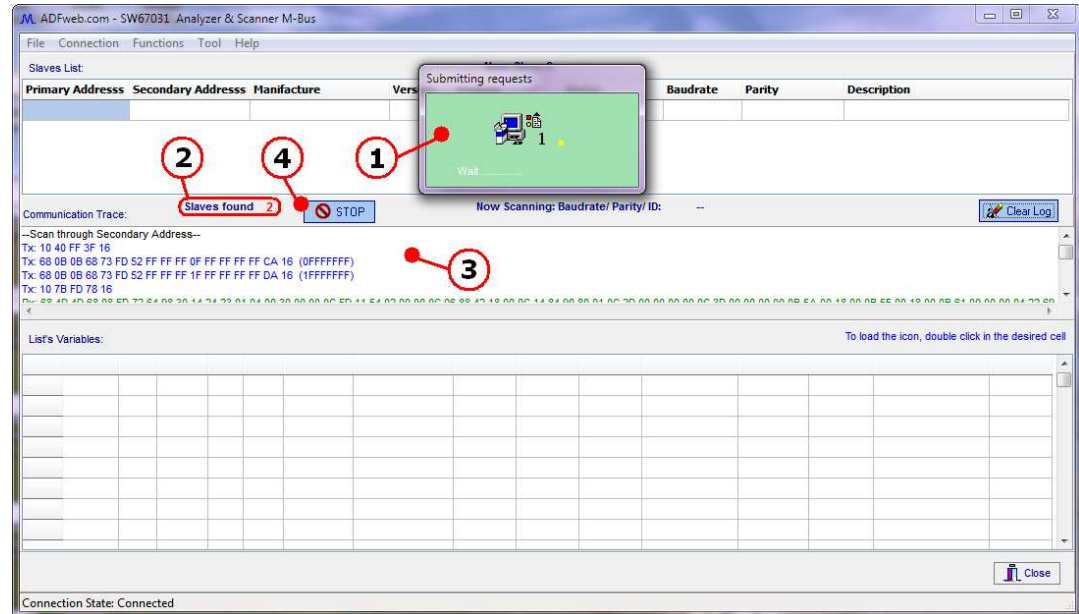 ADFweb.com - SW67031 Analyzer & Scanner M-Bus
File Connection Functions Tool Help
Slaves List:
Submitting requests
Primary Addresss Secondary Addresss Manifacture Vers Baudrate Parity Description
1
Wait
1
2
4
3
Slaves found 2
STOP
Now Scanning: Baudrate/ Parity/ ID: --
Communication Trace:
Clear Log
--Scan through Secondary Address--
Tx: 10 40 FF 3F 16
Tx: 68 0B 0B 68 73 FD 52 FF FF FF 0F FF FF FF FF CA 16 (0FFFFFFF)
Tx: 68 0B 0B 68 73 FD 52 FF FF FF 1F FF FF FF FF DA 16 (1FFFFFFF)
Tx: 10 7B FD 78 16
List's Variables:
To load the icon, double click in the desired cell
Close
Connection State: Connected